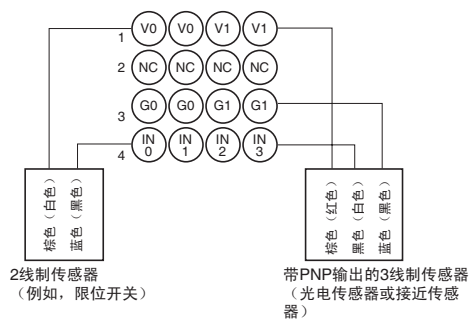 1 V0 V0 V1 V1
2 NC NC NC NC
3 G0 G0 G1 G1
4 IN 0 IN 1 IN 2 IN 3
棕色（白色）
蓝色（黑色）
棕色（红色）
黑色（白色）
蓝色（黑色）
2线制传感器
（例如，限位开关）
带PNP输出的3线制传感器
（光电传感器或接近传感
器）